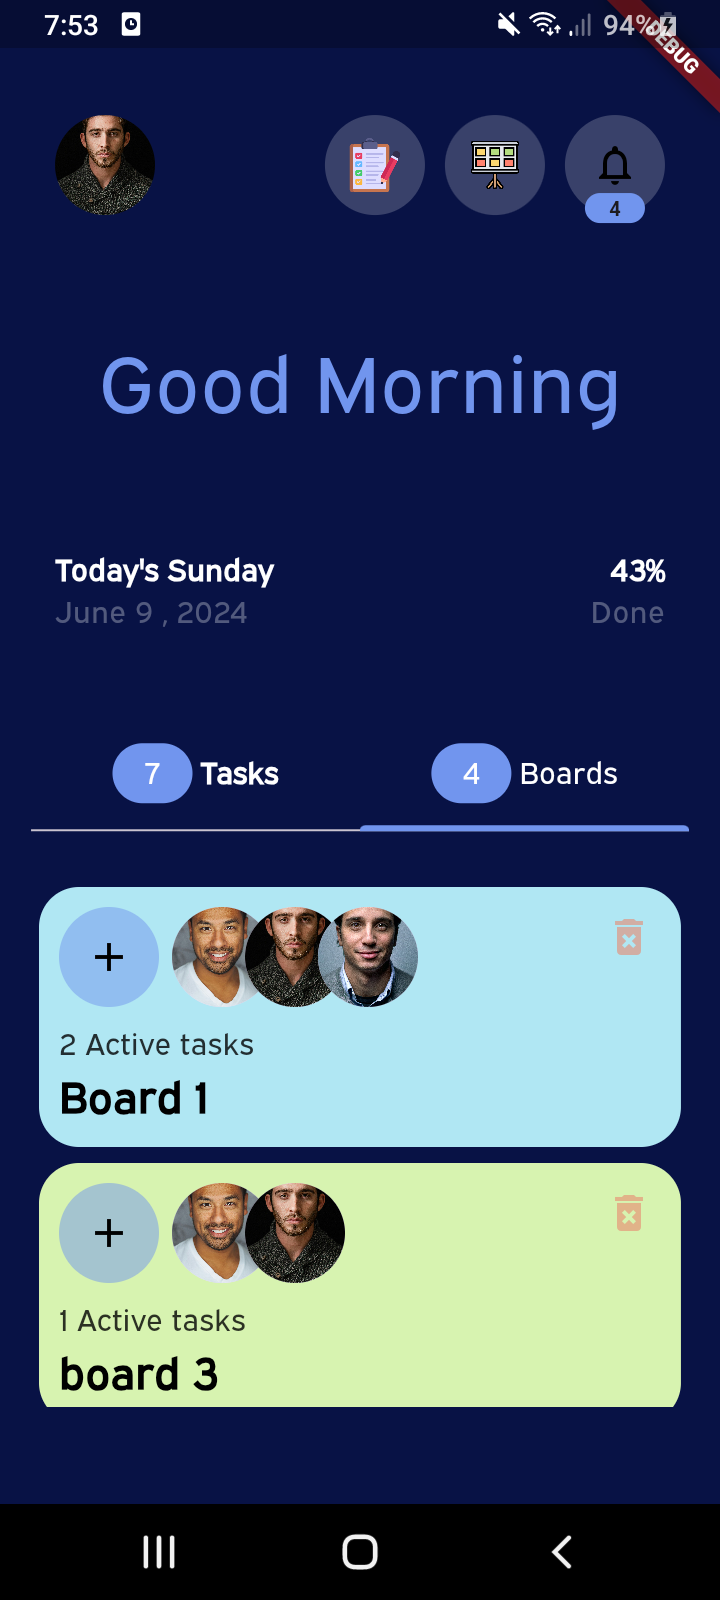 7:53
94%
DEBUG
4
Good Morning
Today's Sunday
43%
June 9 , 2024
Done
7 Tasks
4 Boards
2 Active tasks
Board 1
1 Active tasks
board 3